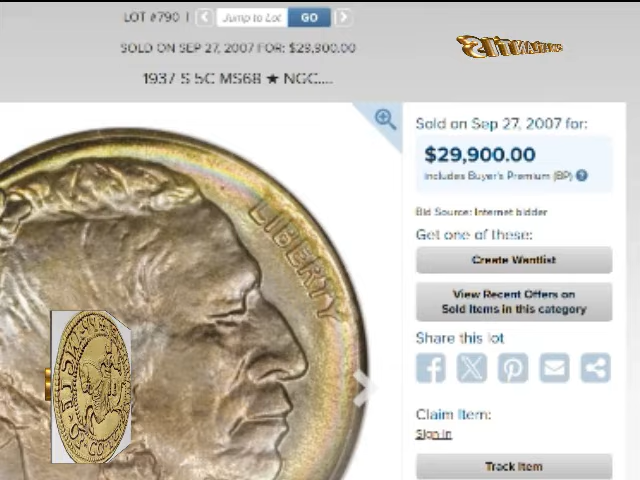 LOT #790
Jump to Lot
GO
SOLD ON SEP 27, 2007 FOR: $29,900.00
1937 S 5C MS68 ★ NGC....
Sold on Sep 27, 2007 for:
$29,900.00
includes Buyer's Premium (BP) ?
Bid Source: Internet bidder
Get one of these:
Create Wantlist
View Recent Offers on
Sold Items in this category
Share this lot
Claim Item:
Sign in
Track Item
LIBERTY